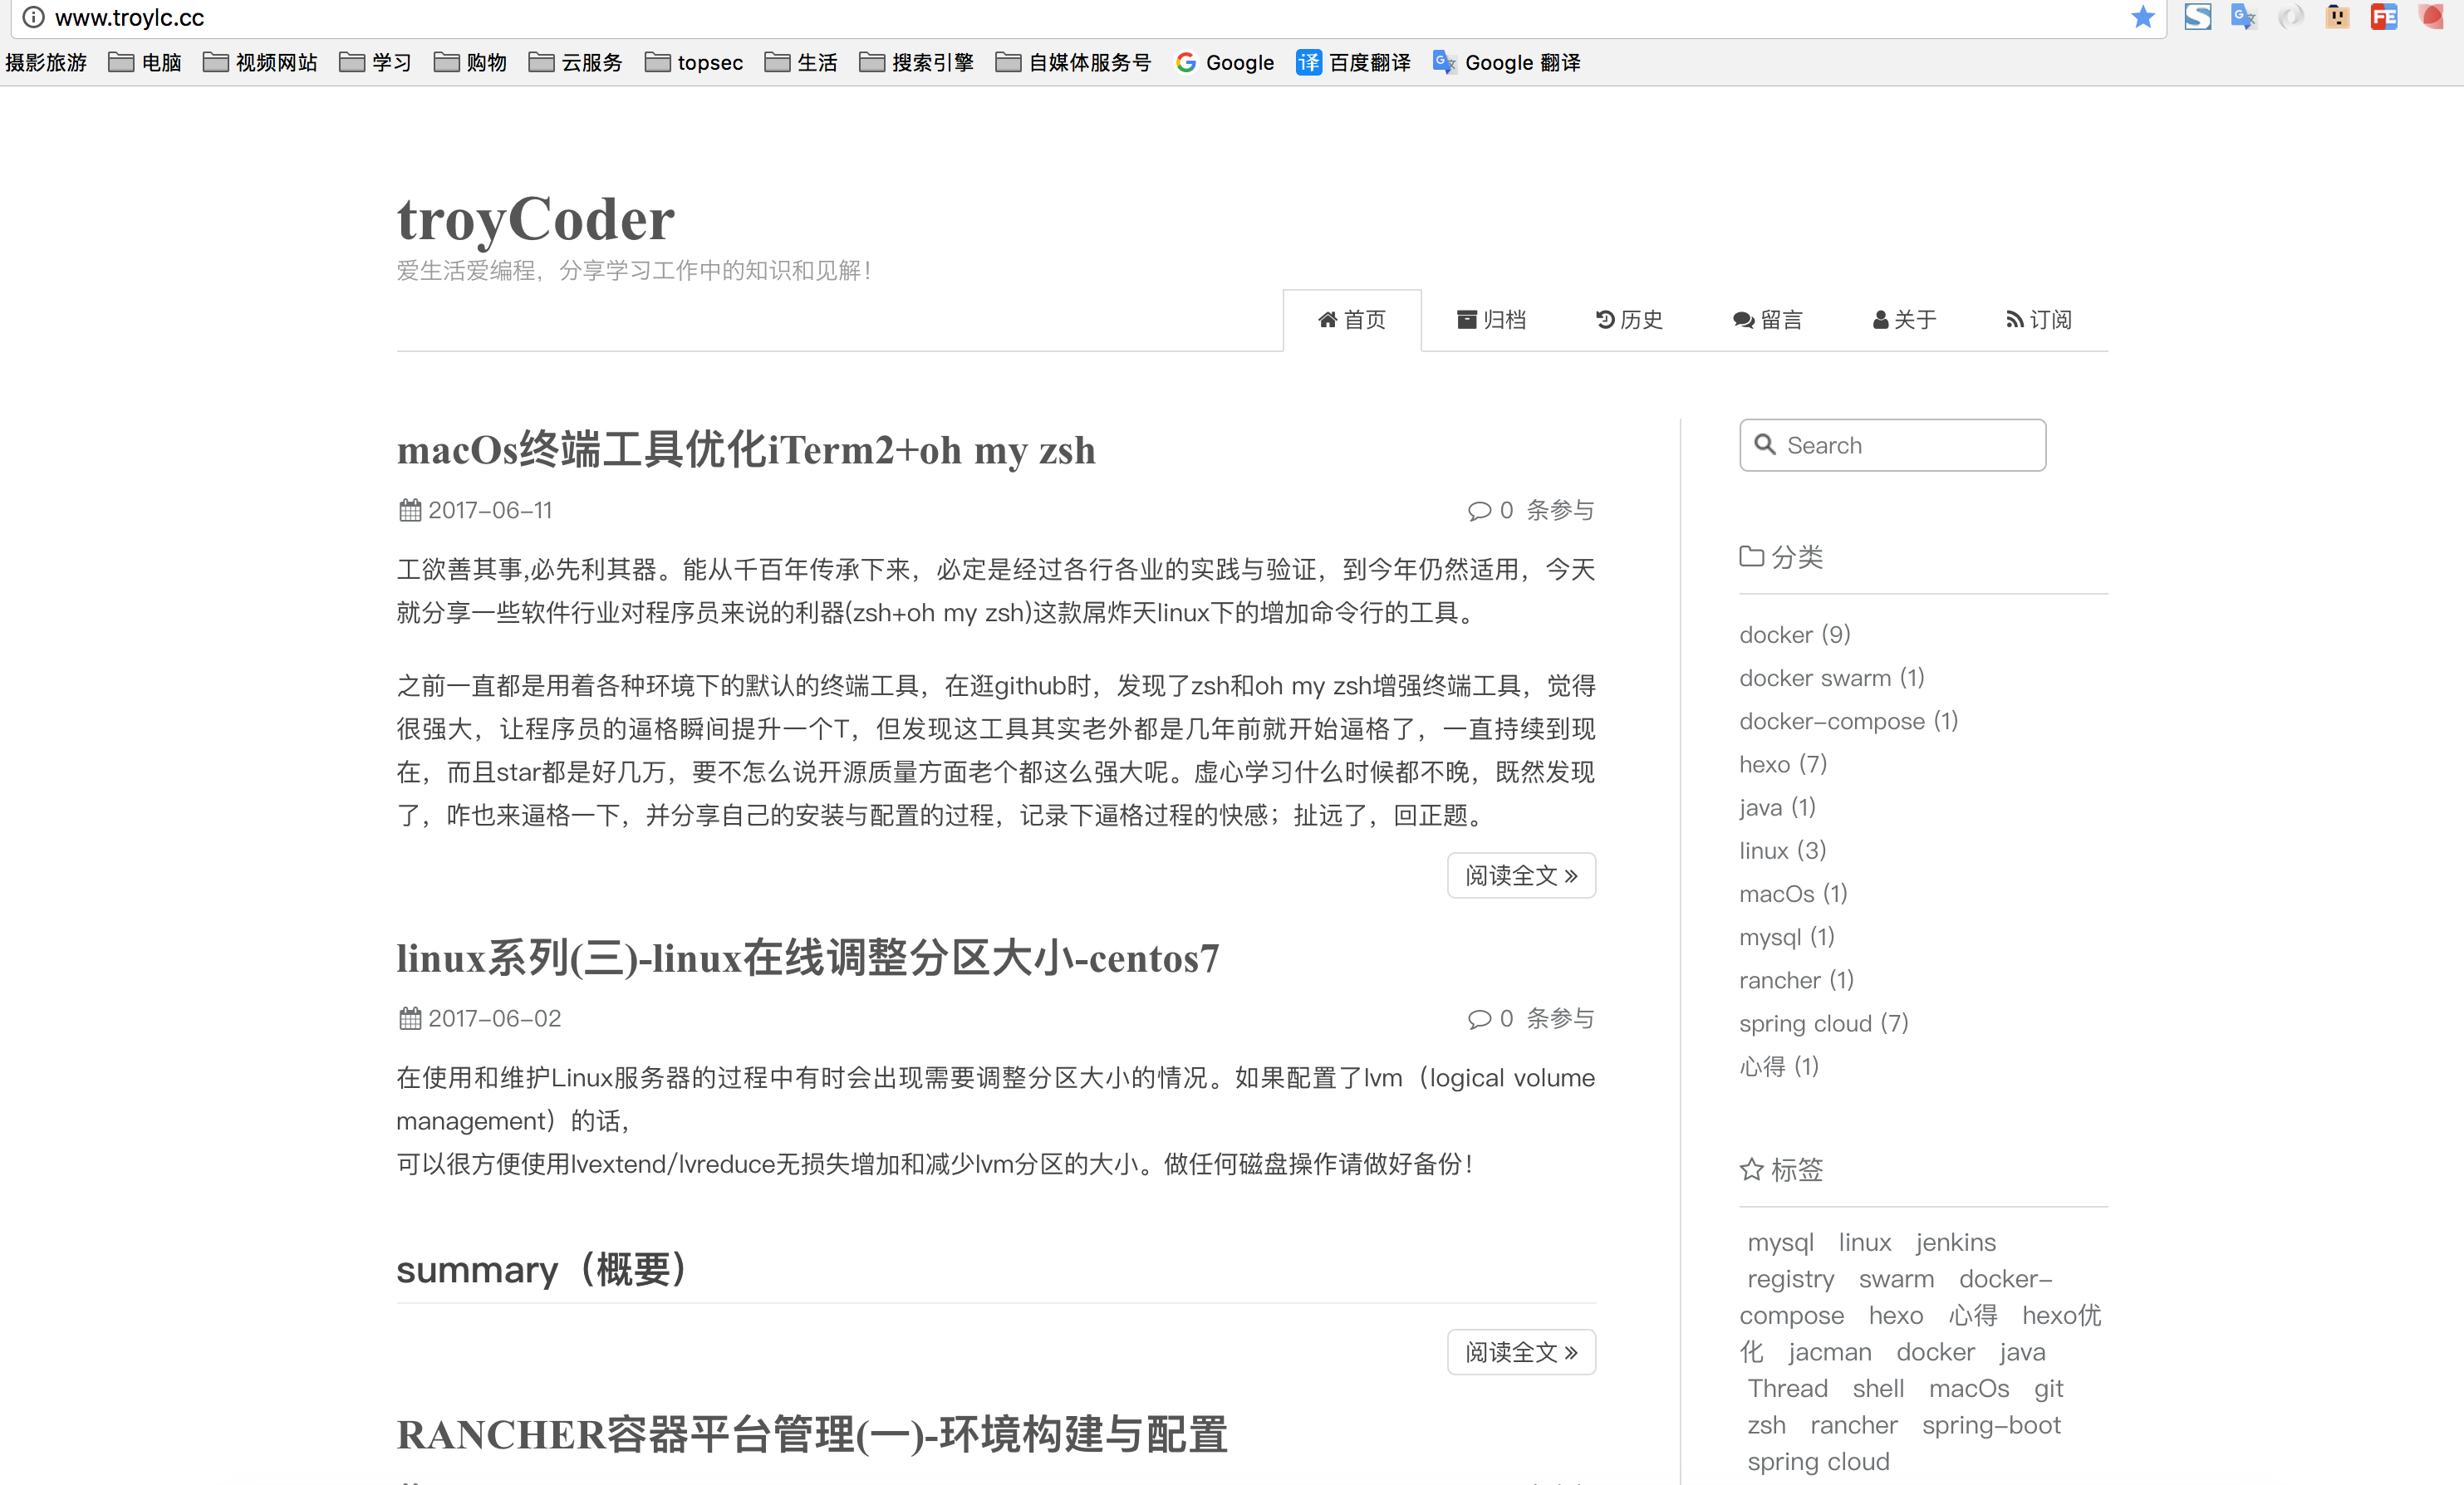 www.troylc.cc
摄影旅游 电脑 视频网站 学习 购物 云服务 topsec 生活 搜索引擎 自媒体服务号 Google 译 百度翻译 Google 翻译
troyCoder
爱生活爱编程，分享学习工作中的知识和见解！
首页 归档 历史 留言 关于 订阅
macOs终端工具优化iTerm2+oh my zsh
2017-06-11
0 条参与
工欲善其事,必先利其器。能从千百年传承下来，必定是经过各行各业的实践与验证，到今年仍然适用，今天
就分享一些软件行业对程序员来说的利器(zsh+oh my zsh)这款屌炸天linux下的增加命令行的工具。
之前一直都是用着各种环境下的默认的终端工具，在逛github时，发现了zsh和oh my zsh增强终端工具，觉得
很强大，让程序员的逼格瞬间提升一个T，但发现这工具其实老外都是几年前就开始逼格了，一直持续到现
在，而且star都是好几万，要不怎么说开源质量方面老个都这么强大呢。虚心学习什么时候都不晚，既然发现
了，咋也来逼格一下，并分享自己的安装与配置的过程，记录下逼格过程的快感；扯远了，回正题。
阅读全文 »
linux系列(三)-linux在线调整分区大小-centos7
2017-06-02
0 条参与
在使用和维护Linux服务器的过程中有时会出现需要调整分区大小的情况。如果配置了lvm（logical volume
management）的话，
可以很方便使用lvextend/lvreduce无损失增加和减少lvm分区的大小。做任何磁盘操作请做好备份！
summary（概要）
阅读全文 »
RANCHER容器平台管理(一)-环境构建与配置
Search
分类
docker (9)
docker swarm (1)
docker-compose (1)
hexo (7)
java (1)
linux (3)
macOs (1)
mysql (1)
rancher (1)
spring cloud (7)
心得 (1)
标签
mysql linux jenkins
registry swarm docker-
compose hexo 心得 hexo优
化 jacman docker java
Thread shell macOs git
zsh rancher spring-boot
spring cloud